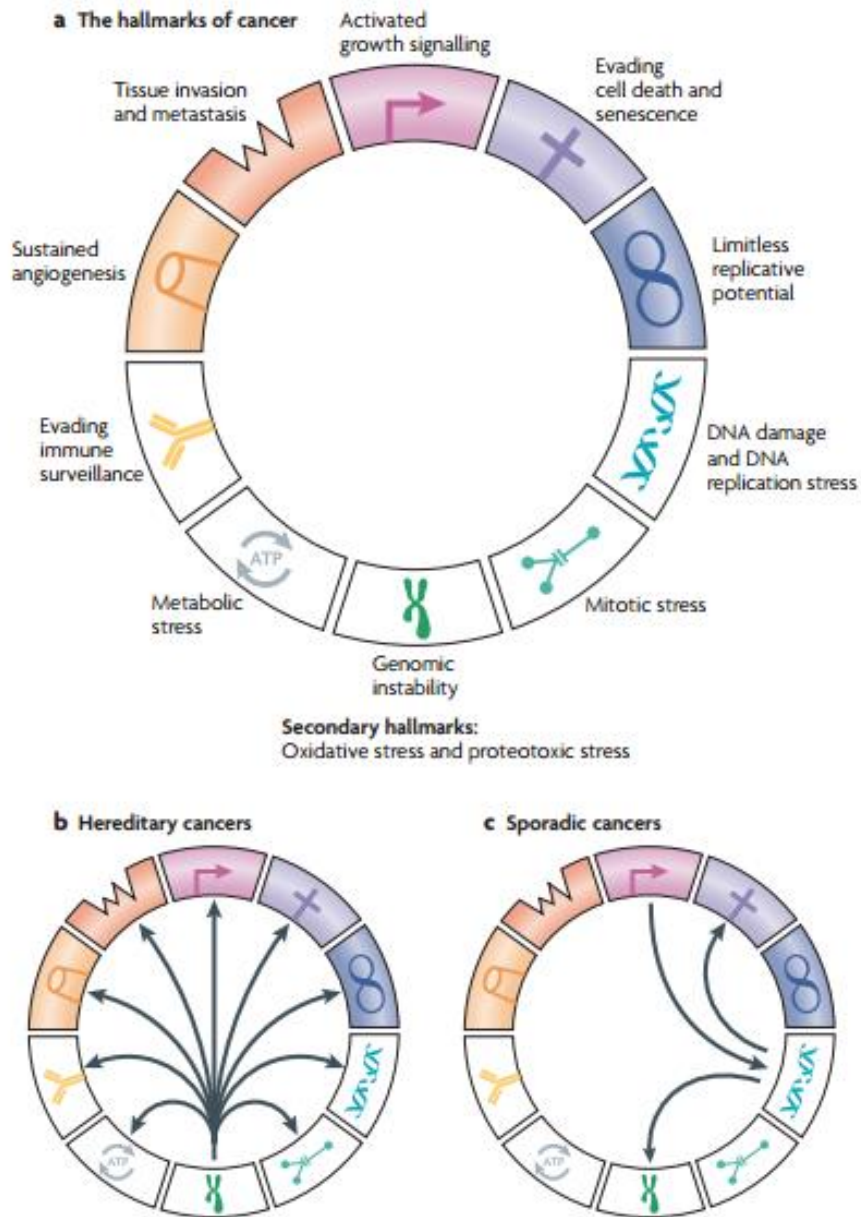 a The hallmarks of cancer
Activated
growth signalling
Evading
cell death and
senescence
Tissue invasion
and metastasis
Limitless
replicative
potential
Sustained
angiogenesis
DNA damage
and DNA
replication stress
Evading
immune
surveillance
ATP
Metabolic
stress
Mitotic stress
Genomic
instability
Secondary hallmarks:
Oxidative stress and proteotoxic stress
b Hereditary cancers
c Sporadic cancers
ATP
ATP